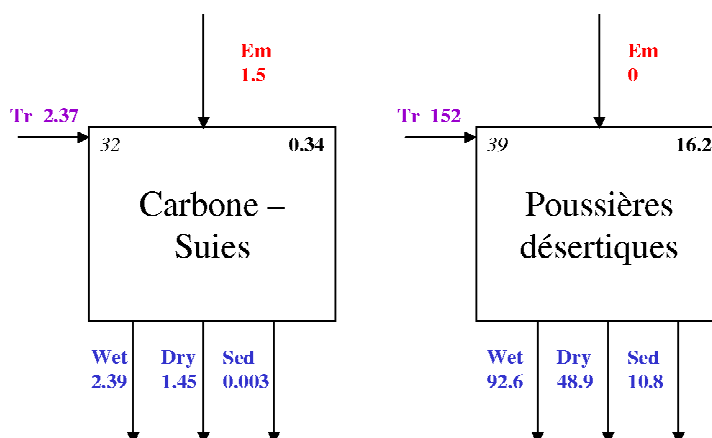 Em
1.5
Tr 2.37
32
0.34
Carbone –
Suies
Wet Dry Sed
2.39 1.45 0.003
Em
0
Tr 152
39
16.2
Poussières
désertiques
Wet Dry Sed
92.6 48.9 10.8